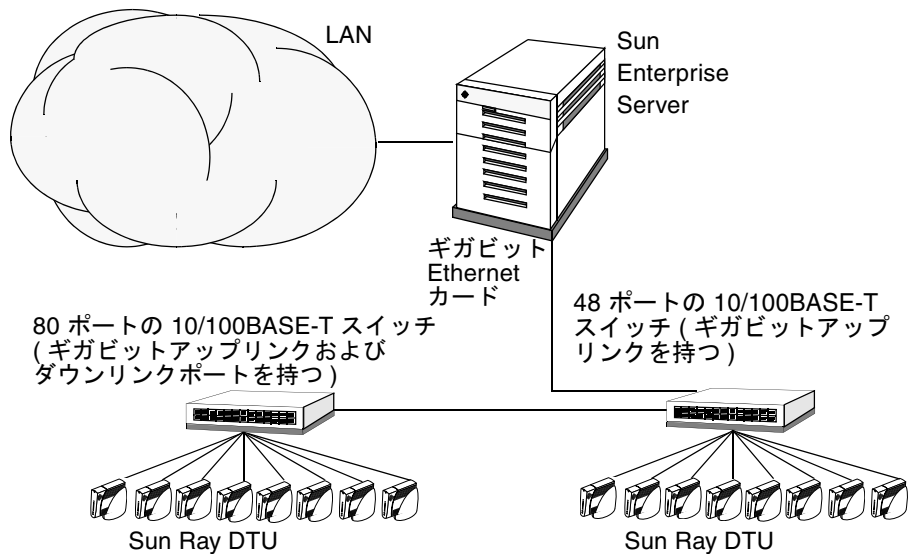 LAN
Sun
Enterprise
Server
ギガビット
Ethernet
カード
80 ポートの 10/100BASE-T スイッチ
( ギガビットアップリンクおよび
ダウンリンクポートを持つ )
48 ポートの 10/100BASE-T
スイッチ ( ギガビットアップ
リンクを持つ )
Sun Ray DTU
Sun Ray DTU